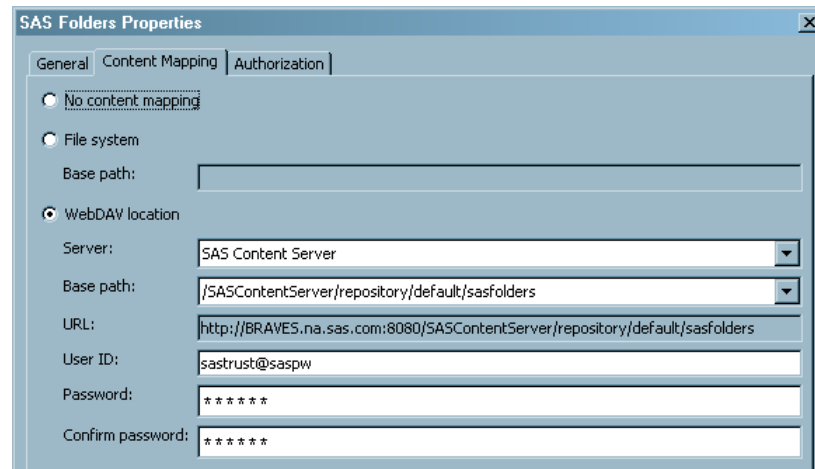 SAS Folders Properties
General Content Mapping Authorization
No content mapping
File system
Base path:
WebDAV location
Server: SAS Content Server
Base path: /SASContentServer/repository/default/sasfolders
URL: http://BRAVES.na.sas.com:8080/SASContentServer/repository/default/sasfolders
User ID: sastrust@saspw
Password: ******
Confirm password: ******